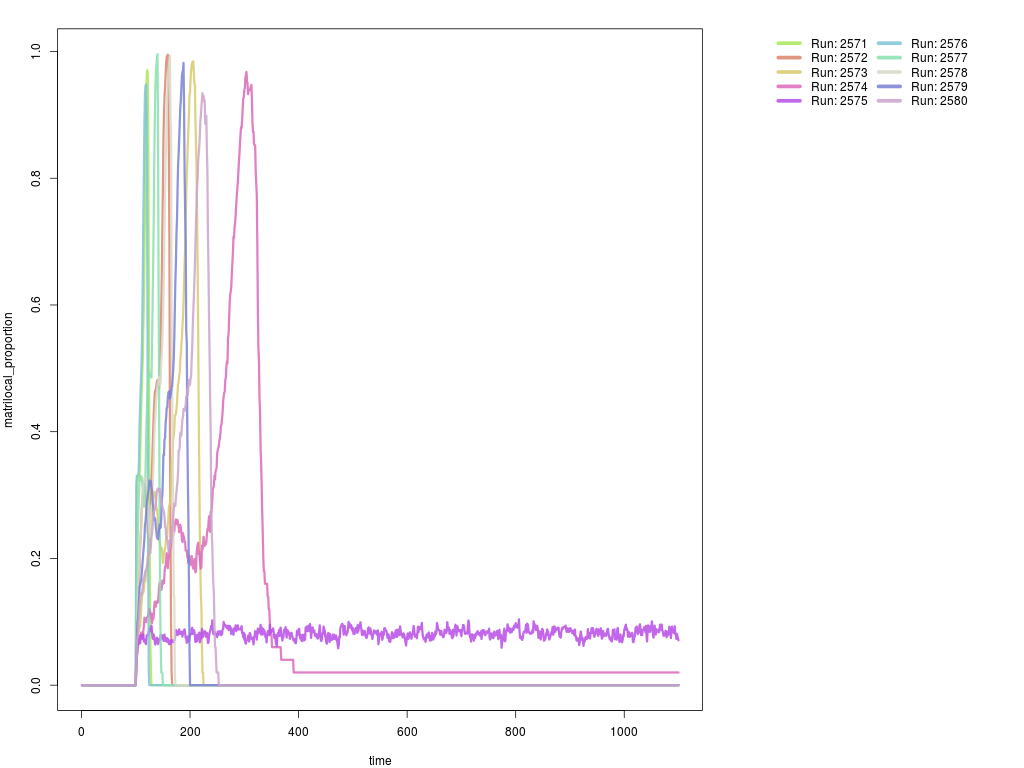 1.0
0.8
0.6
0.4
0.2
0.0
matrilocal_proportion
0
200
400
600
800
1000
time
Run: 2571
Run: 2572
Run: 2573
Run: 2574
Run: 2575
Run: 2576
Run: 2577
Run: 2578
Run: 2579
Run: 2580